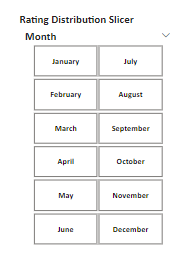 Rating Distribution Slicer
Month
January July
February August
March September
April October
May November
June December